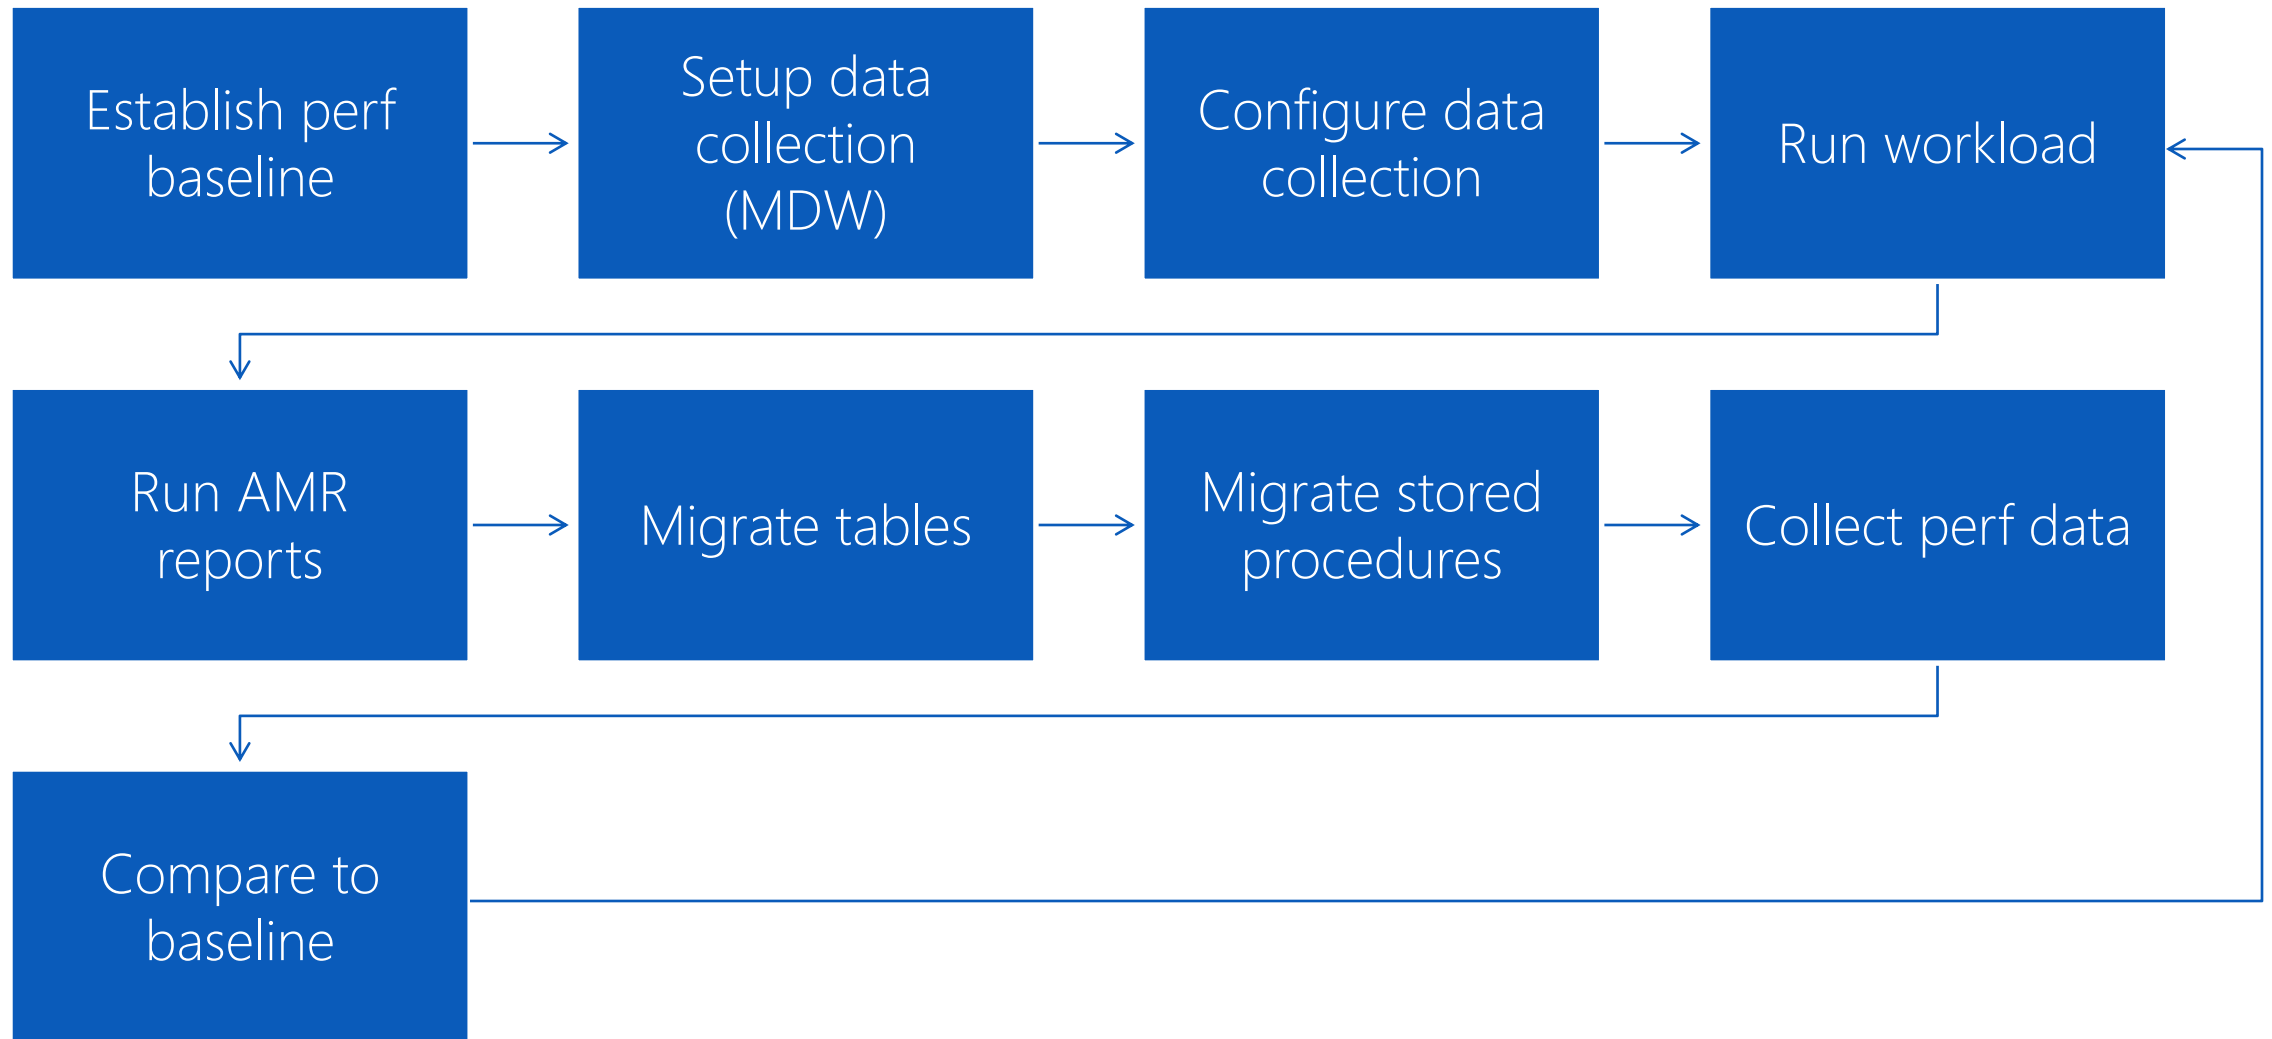 Establish perf
baseline
Setup data
collection
(MDW)
Configure data
collection
Run workload
Run AMR
reports
Migrate tables
Migrate stored
procedures
Collect perf data
Compare to
baseline